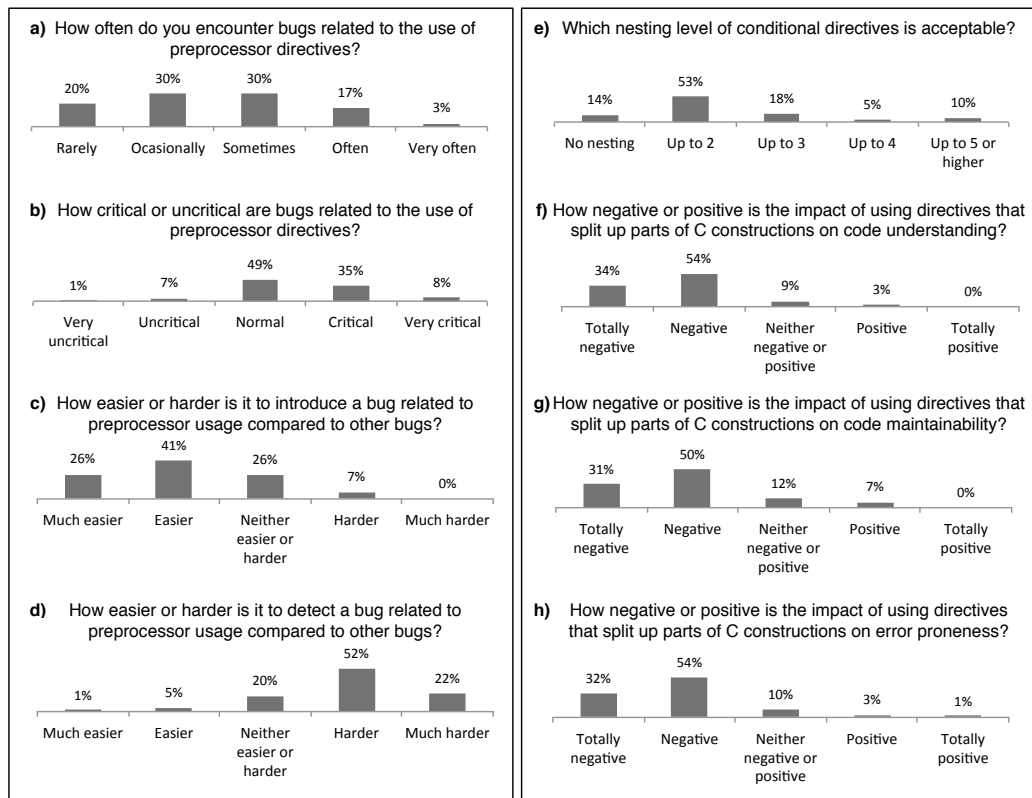 a) How often do you encounter bugs related to the use of
preprocessor directives?
20% 30% 30% 17% 3%
Rarely Ocasionally Sometimes Often Very often
b) How critical or uncritical are bugs related to the use of
preprocessor directives?
1% 7% 49% 35% 8%
Very uncritical Uncritical Normal Critical Very critical
c) How easier or harder is it to introduce a bug related to
preprocessor usage compared to other bugs?
26% 41% 26% 7% 0%
Much easier Easier Neither easier or harder Harder Much harder
d) How easier or harder is it to detect a bug related to
preprocessor usage compared to other bugs?
1% 5% 20% 52% 22%
Much easier Easier Neither easier or harder Harder Much harder
e) Which nesting level of conditional directives is acceptable?
14% 53% 18% 5% 10%
No nesting Up to 2 Up to 3 Up to 4 Up to 5 or higher
f) How negative or positive is the impact of using directives that
split up parts of C constructions on code understanding?
34% 54% 9% 3% 0%
Totally negative Negative Neither negative or positive Positive Totally positive
g) How negative or positive is the impact of using directives that
split up parts of C constructions on code maintainability?
31% 50% 12% 7% 0%
Totally negative Negative Neither negative or positive Positive Totally positive
h) How negative or positive is the impact of using directives
that split up parts of C constructions on error proneness?
32% 54% 10% 3% 1%
Totally negative Negative Neither negative or positive Positive Totally positive